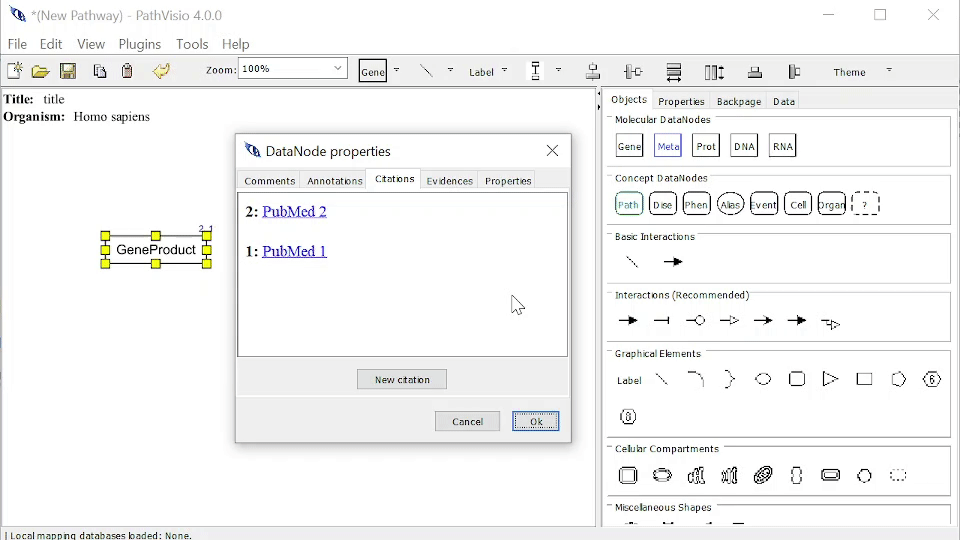 *(New Pathway) - PathVisio 4.0.0
File Edit View Plugins Tools Help
Zoom: 100% Gene Label Theme
Title: title
Organism: Homo sapiens
2 1
GeneProduct
DataNode properties
Comments Annotations Citations Evidences Properties
2: PubMed 2
1: PubMed 1
New citation
Cancel Ok
Objects Properties Backpage Data
Molecular DataNodes
Gene Meta Prot DNA RNA
Concept DataNodes
Path Dise Phen Alias Event Cell Organ ?
Basic Interactions
Interactions (Recommended)
Graphical Elements
Label 6
8
Cellular Compartments
Miscellaneous Shapes
| Local mapping databases loaded: None.